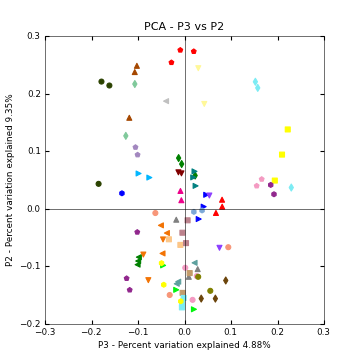 PCA - P3 vs P2
0.3
0.2
0.1
0.0
−0.1
−0.2
P2 - Percent variation explained 9.35%
−0.3 −0.2 −0.1 0.0 0.1 0.2 0.3
P3 - Percent variation explained 4.88%